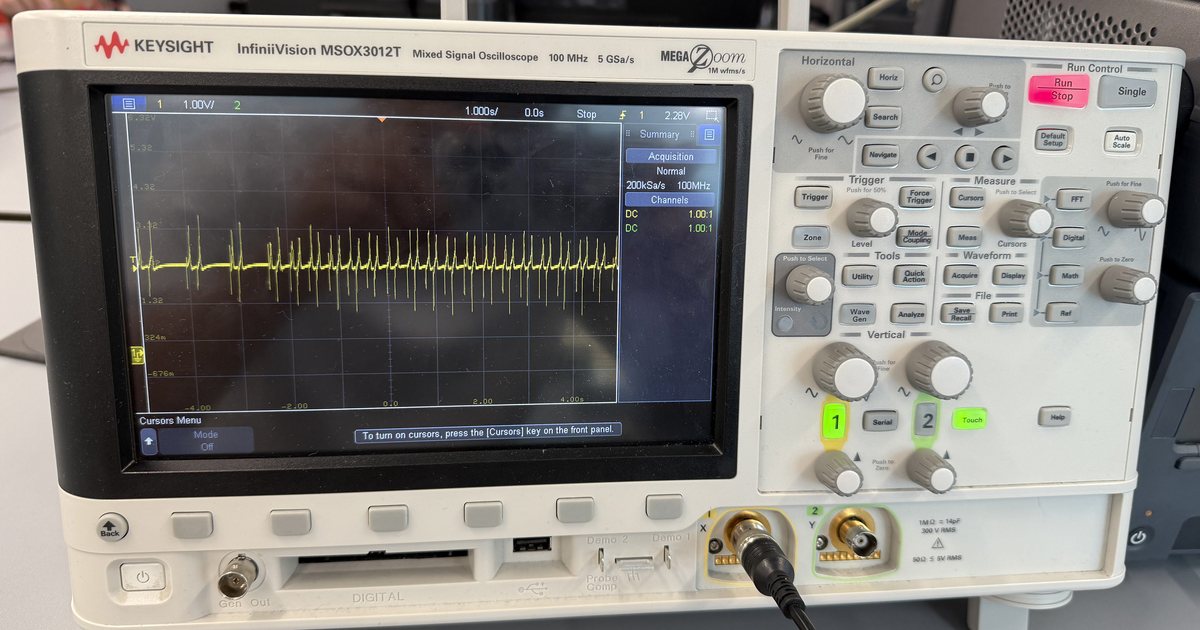 KEYSIGHT InfiniiVision MSOX3012T Mixed Signal Oscilloscope 100 MHz 5 GSa/s MEGA Zoom
1M wfms/s
1 1.00V/ 2 1.000s/ 0.0s Stop 1 2.28V
5.32
4.32
1.32
324m
-676m
-4.00 -2.00 0.0 2.00 4.00s
Summary
Acquisition
Normal
200kSa/s 100MHz
Channels
DC 1.00:1
DC 1.00:1
Cursors Menu
Mode
Off
To turn on cursors, press the [Cursors] key on the front panel.
Back
Gen Out
DIGITAL
Demo 2 Demo 1
Probe
Comp
Horizontal
Horiz
Search
Navigate
Push for
Fine
Push to
Run Control
Run
Stop
Single
Default
Setup
Auto
Scale
Trigger
Push for 50%
Trigger
Force
Trigger
Zone
Level
Mode
Coupling
Measure
Push to Select
Cursors
Meas
Cursors
Push for Fine
FFT
Digital
Push to Zero
Math
Ref
Tools
Utility
Quick
Action
Wave
Gen
Analyze
Waveform
Acquire
Display
File
Save
Recall
Print
Push to Select
Intensity
Vertical
Push for
Fine
1
Serial
2
Touch
Help
Push to
Zero
1
X
2
Y
1MΩ ≃ 14pF
300 V RMS
50Ω ≤ 5V RMS